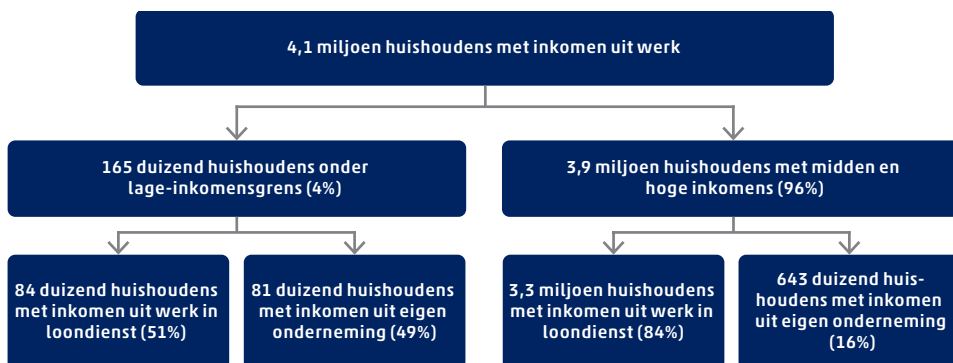 4,1 miljoen huishoudens met inkomen uit werk
165 duizend huishoudens onder
lage-inkomensgrens (4%)
3,9 miljoen huishoudens met midden en
hoge inkomens (96%)
84 duizend huishoudens
met inkomen uit werk in
loondienst (51%)
81 duizend huishoudens
met inkomen uit eigen
onderneming (49%)
3,3 miljoen huishoudens
met inkomen uit werk in
loondienst (84%)
643 duizend huis-
houdens met inkomen
uit eigen onderneming
(16%)